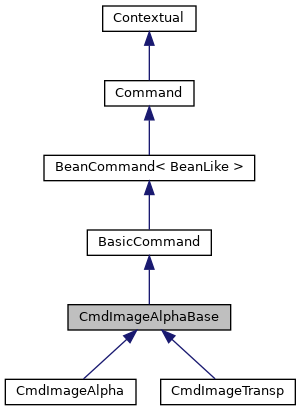 Contextual
Command
BeanCommand< BeanLike >
BasicCommand
CmdImageAlphaBase
CmdImageAlpha
CmdImageTransp